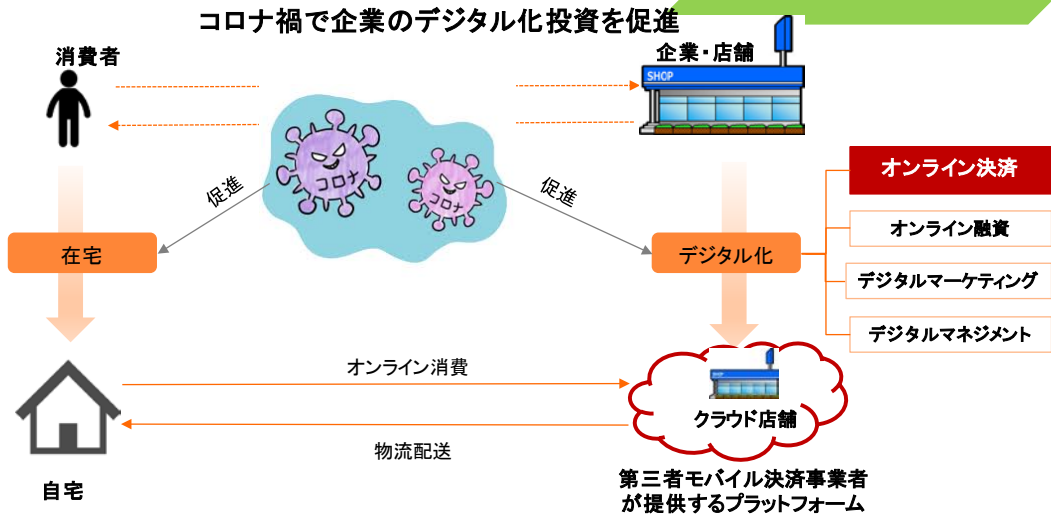 コロナ禍で企業のデジタル化投資を促進
消費者
企業・店舗
SHOP
コロナ
コロナ
促進
促進
オンライン決済
オンライン融資
デジタルマーケティング
デジタルマネジメント
在宅
デジタル化
オンライン消費
物流配送
SHOP
クラウド店舗
自宅
第三者モバイル決済事業者
が提供するプラットフォーム